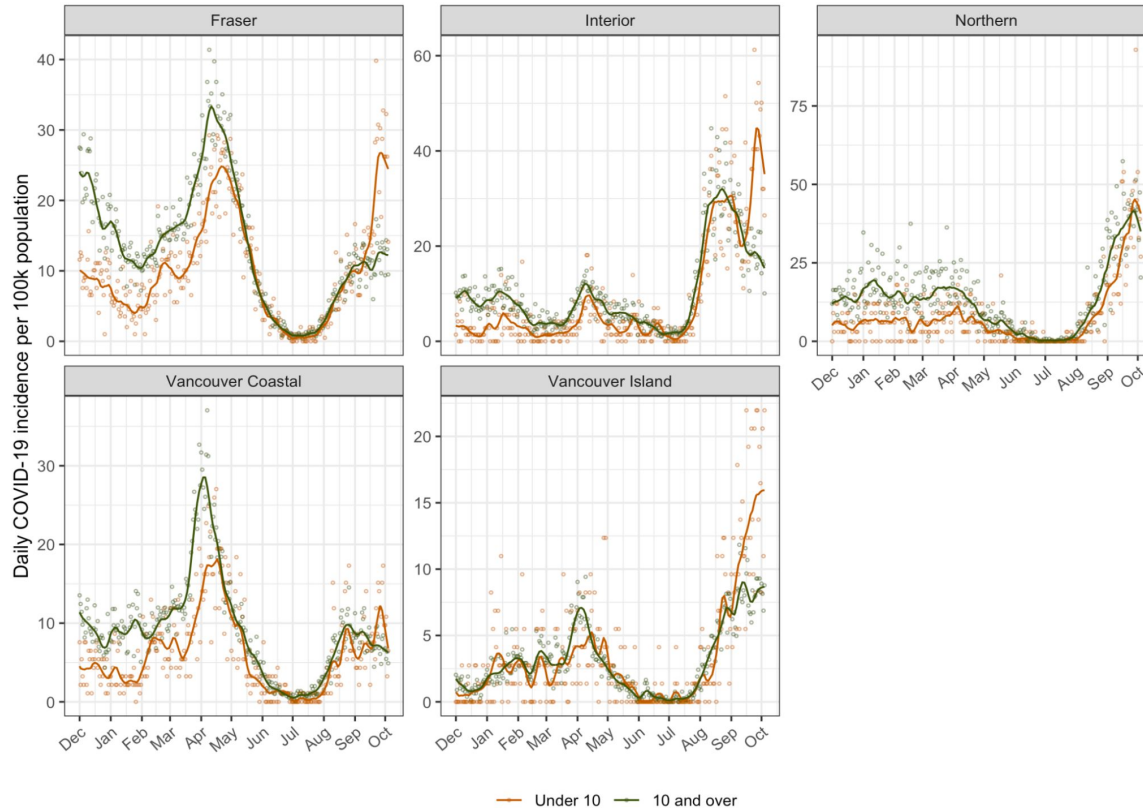 Daily COVID-19 incidence per 100k population
Fraser
40
30
20
10
0
Interior
60
40
20
0
Northern
75
50
25
0
Dec Jan Feb Mar Apr May Jun Jul Aug Sep Oct
Vancouver Coastal
30
20
10
0
Dec Jan Feb Mar Apr May Jun Jul Aug Sep Oct
Vancouver Island
20
15
10
5
0
Dec Jan Feb Mar Apr May Jun Jul Aug Sep Oct
Under 10 10 and over